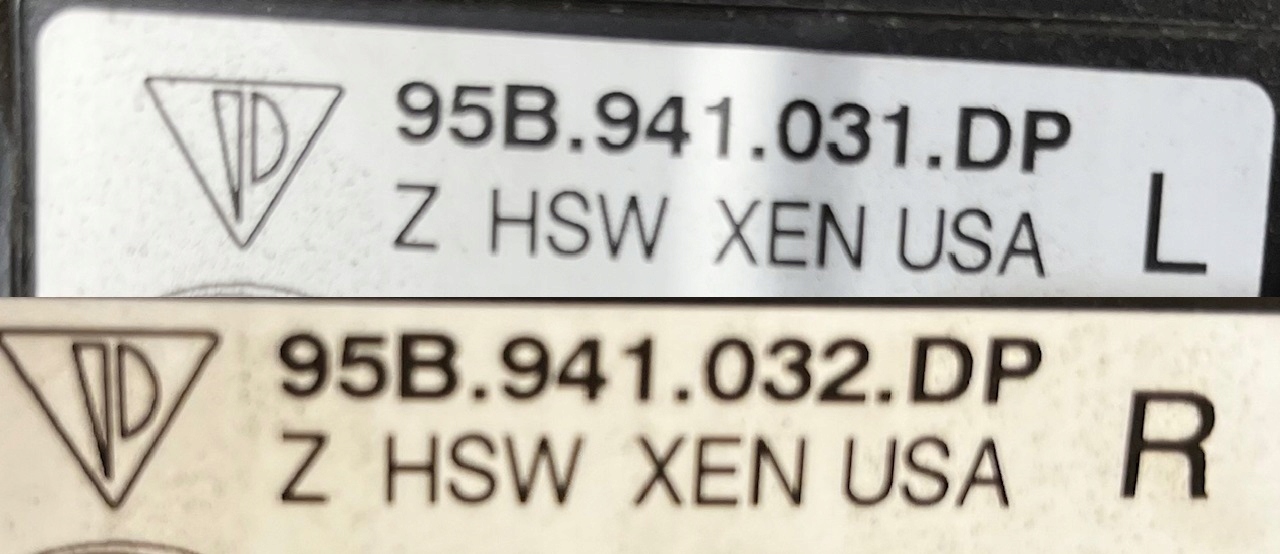 95B.941.031.DP
Z HSW XEN USA L
95B.941.032.DP
Z HSW XEN USA R